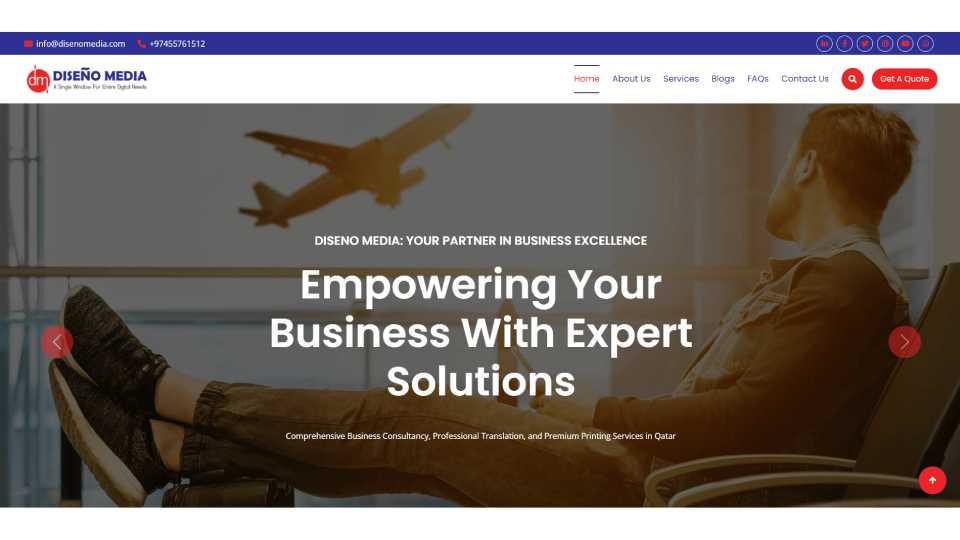 info@disenomedia.com +97455761512
dm DISEÑO MEDIA
A Single Window For Entire Digital Needs
Home About Us Services Blogs FAQs Contact Us Get A Quote
DISENO MEDIA: YOUR PARTNER IN BUSINESS EXCELLENCE
Empowering Your
Business With Expert
Solutions
Comprehensive Business Consultancy, Professional Translation, and Premium Printing Services in Qatar